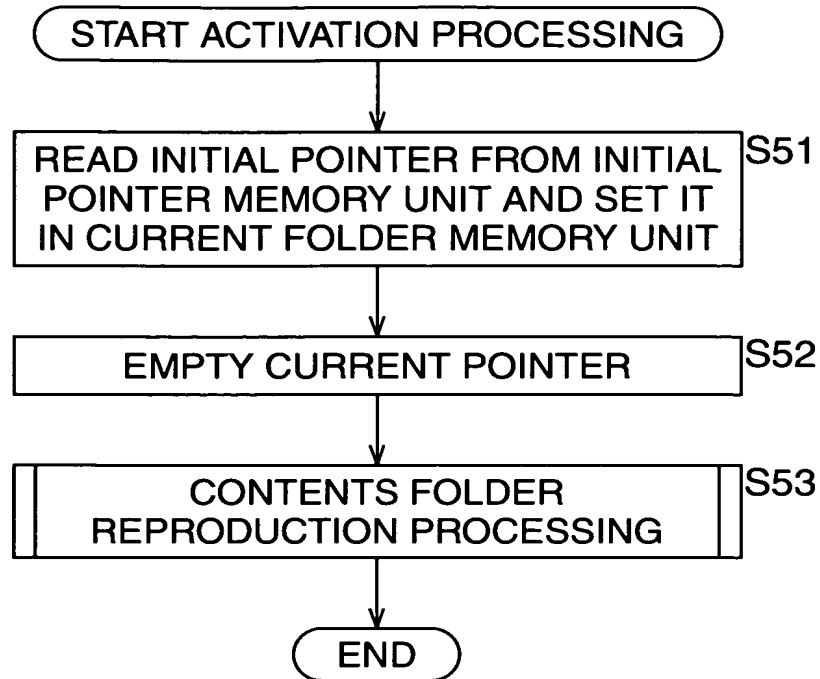 START ACTIVATION PROCESSING
READ INITIAL POINTER FROM INITIAL
POINTER MEMORY UNIT AND SET IT
IN CURRENT FOLDER MEMORY UNIT
S51
EMPTY CURRENT POINTER
S52
CONTENTS FOLDER
REPRODUCTION PROCESSING
S53
END